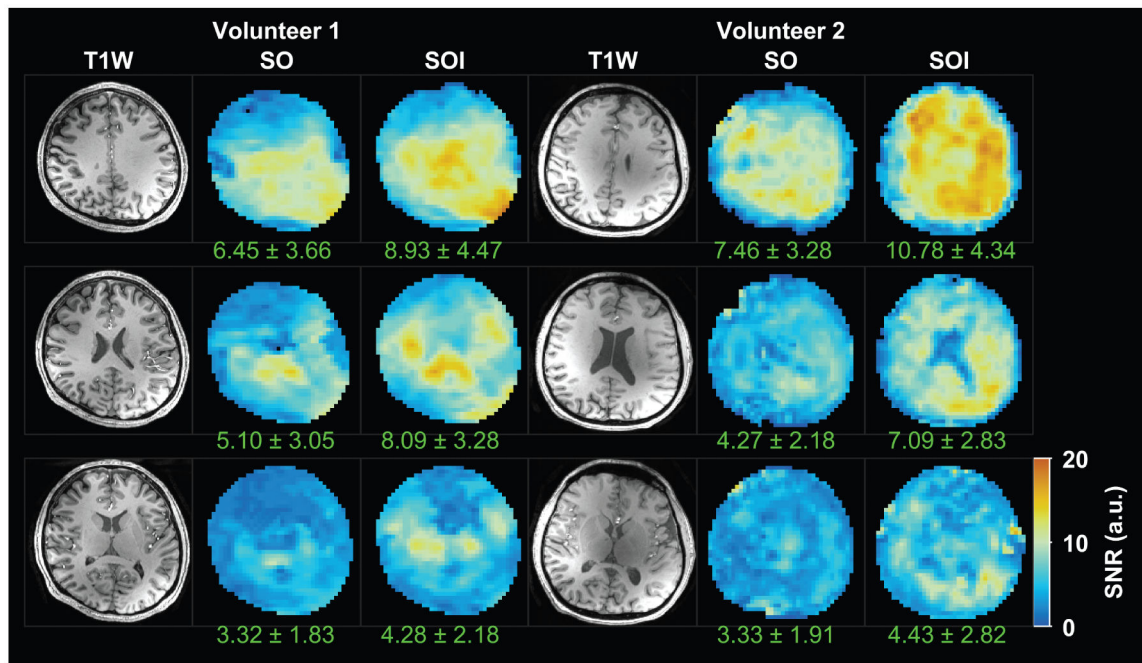 Volunteer 1 Volunteer 2
T1W SO SOI T1W SO SOI
6.45 ± 3.66 8.93 ± 4.47 7.46 ± 3.28 10.78 ± 4.34
5.10 ± 3.05 8.09 ± 3.28 4.27 ± 2.18 7.09 ± 2.83
20
10
0
SNR (a.u.)
3.32 ± 1.83 4.28 ± 2.18 3.33 ± 1.91 4.43 ± 2.82